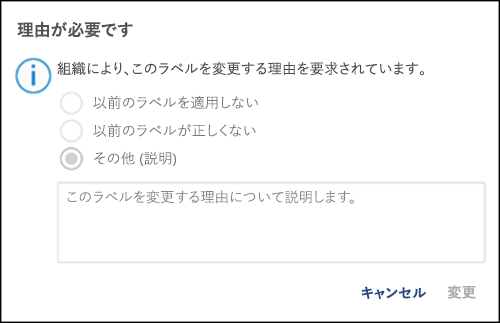 理由が必要です
組織により、このラベルを変更する理由を要求されています。
以前のラベルを適用しない
以前のラベルが正しくない
その他 (説明)
このラベルを変更する理由について説明します。
キャンセル 変更